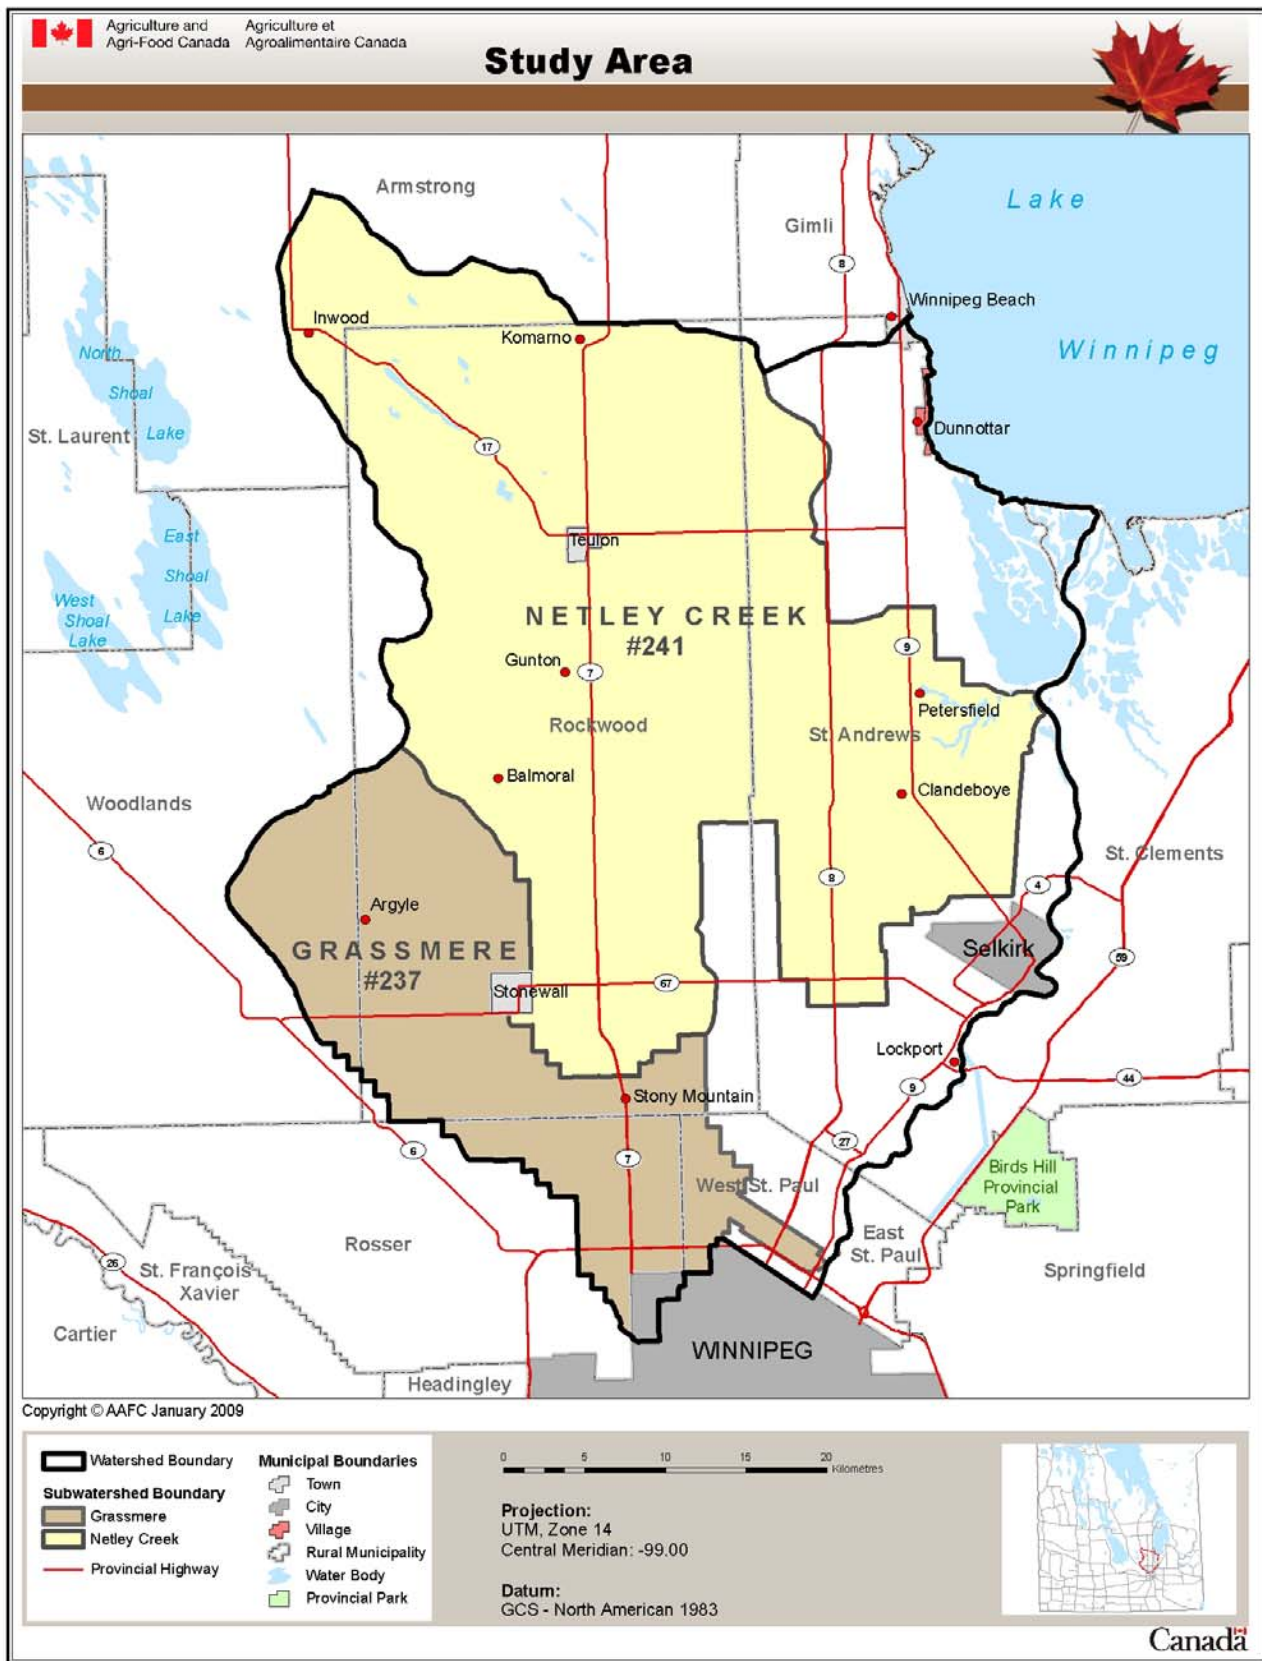 Agriculture and Agriculture et
Agri-Food Canada Agroalimentaire Canada
Study Area
Armstrong
Lake
Gimli
8
Winnipeg Beach
Inwood
Komarno
Winnipeg
North
Shoal
Lake
St. Laurent
Dunnottar
17
East
Shoal
Lake
Teulon
West
Shoal
Lake
NETLEY CREEK
#241
9
Gunton
7
Petersfield
Rockwood
St. Andrews
Balmoral
Clandeboye
Woodlands
6
St. Clements
8
4
Argyle
GRASSMERE
#237
Selkirk
59
Stonewall
67
Lockport
44
9
Stony Mountain
6
27
7
Birds Hill
Provincial
Park
West St. Paul
East
St. Paul
Rosser
26
St. François
Xavier
Springfield
Cartier
WINNIPEG
Headingley
Copyright © AAFC January 2009
Watershed Boundary
Subwatershed Boundary
Grassmere
Netley Creek
Provincial Highway
Municipal Boundaries
Town
City
Village
Rural Municipality
Water Body
Provincial Park
0 5 10 15 20
Kilometres
Projection:
UTM, Zone 14
Central Meridian: -99.00
Datum:
GCS - North American 1983
Canada